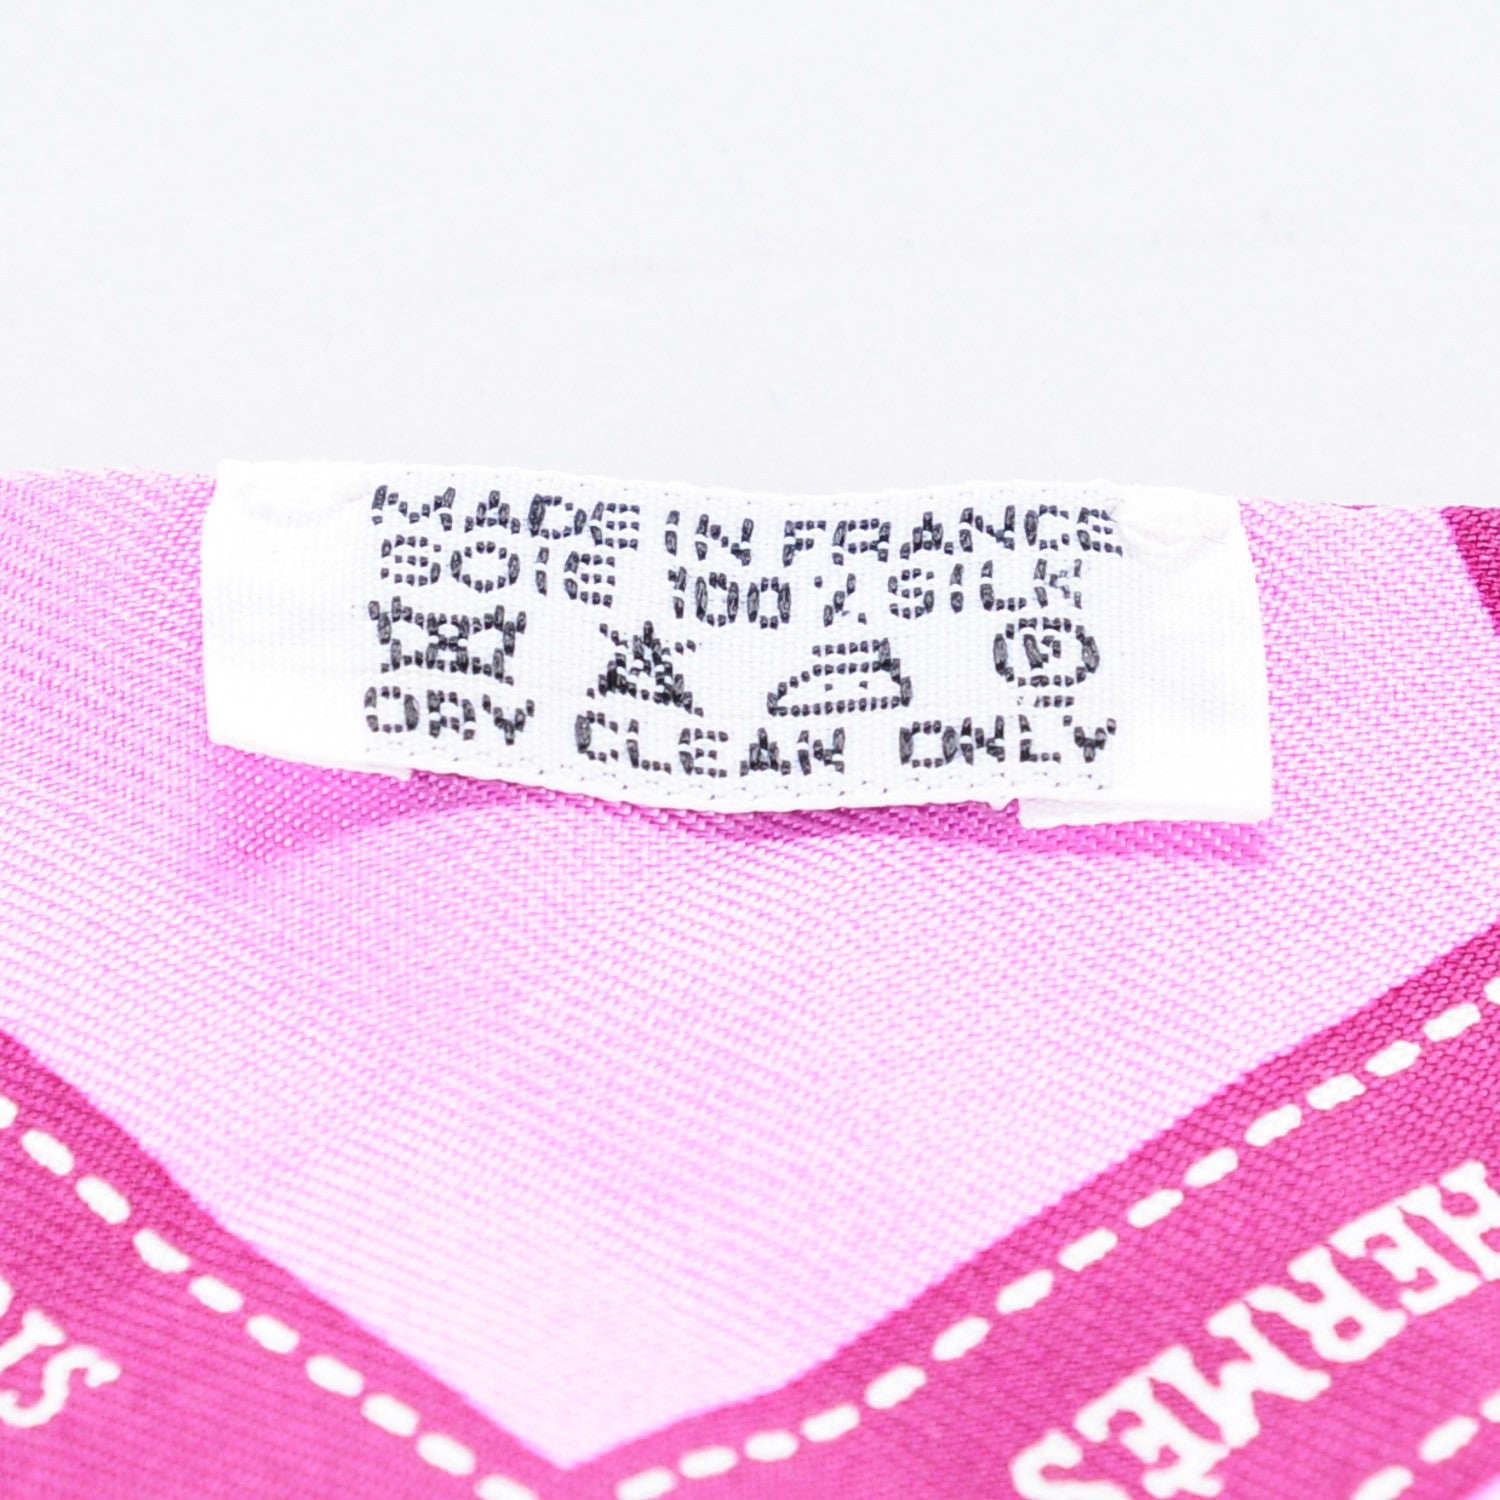 MADE IN FRANCE
SOIE 100% SILK
P
DRY CLEAN ONLY
HERMES